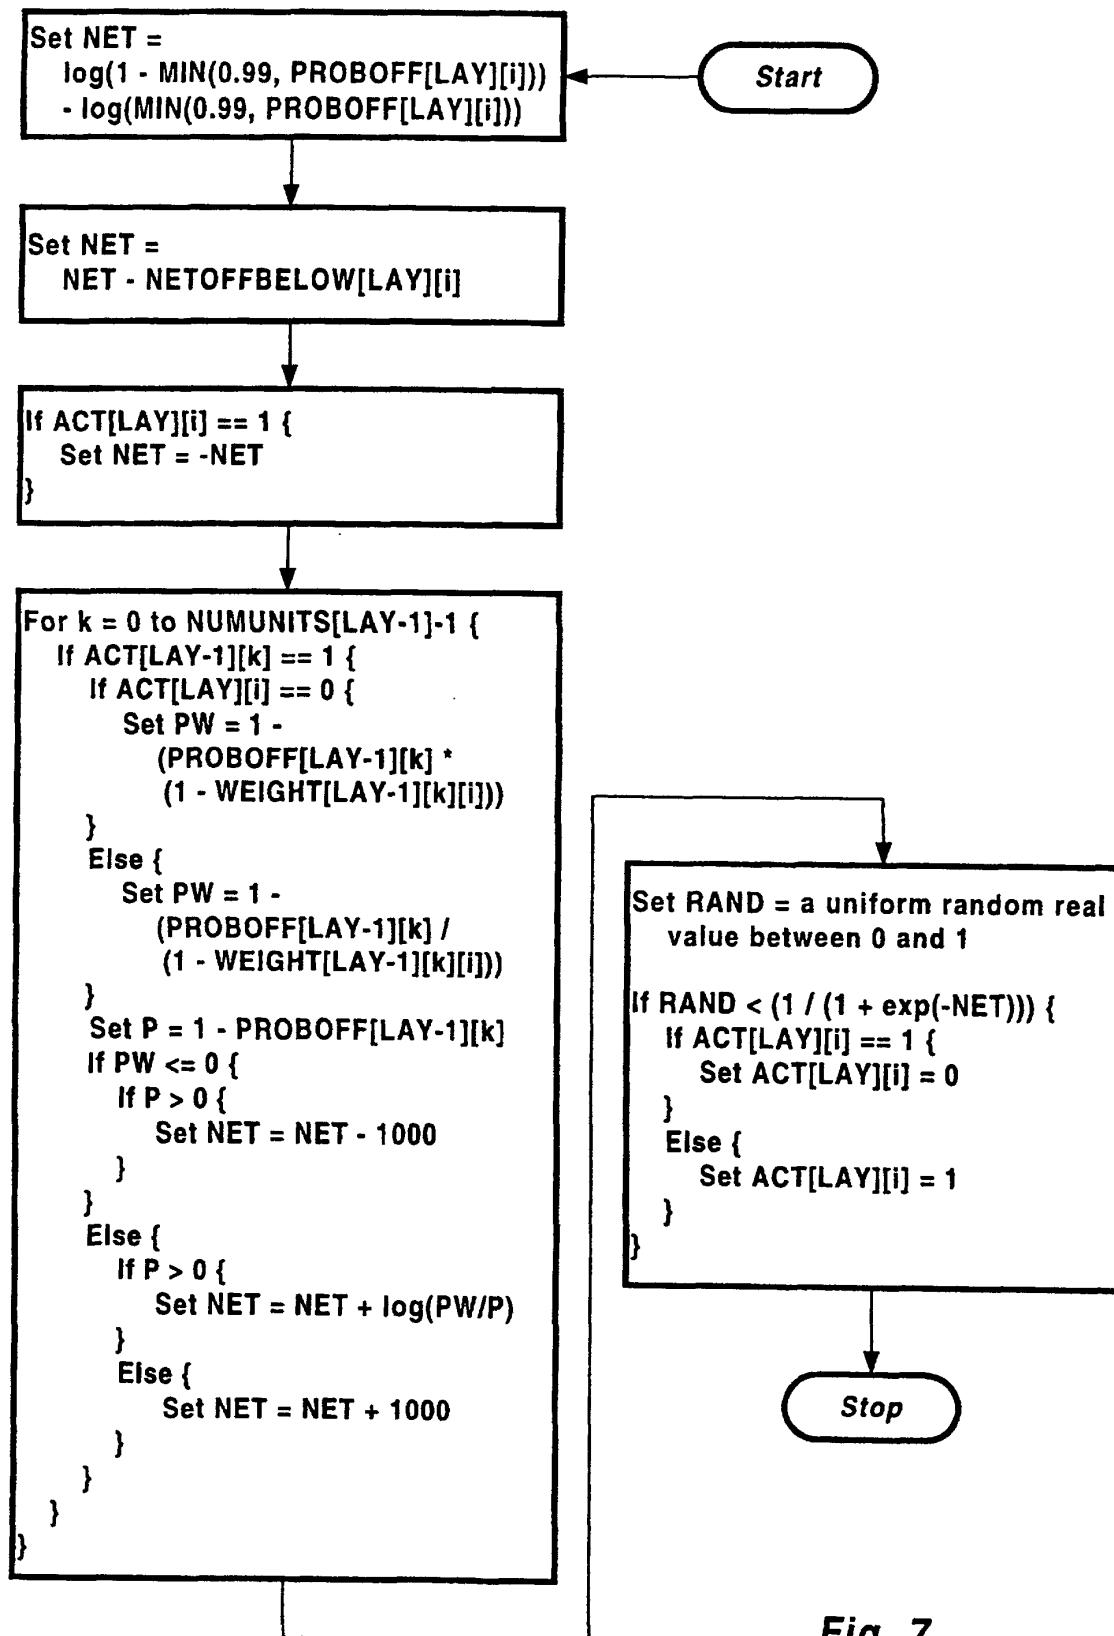 Start
Set NET =
log(1 - MIN(0.99, PROBOFF[LAY][i]))
- log(MIN(0.99, PROBOFF[LAY][i]))
Set NET =
NET - NETOFFBELOW[LAY][i]
If ACT[LAY][i] == 1 {
Set NET = -NET
}
For k = 0 to NUMUNITS[LAY-1]-1 {
If ACT[LAY-1][k] == 1 {
If ACT[LAY][i] == 0 {
Set PW = 1 -
(PROBOFF[LAY-1][k] *
(1 - WEIGHT[LAY-1][k][i]))
}
Else {
Set PW = 1 -
(PROBOFF[LAY-1][k] /
(1 - WEIGHT[LAY-1][k][i]))
}
Set P = 1 - PROBOFF[LAY-1][k]
If PW <= 0 {
If P > 0 {
Set NET = NET - 1000
}
}
Else {
If P > 0 {
Set NET = NET + log(PW/P)
}
Else {
Set NET = NET + 1000
}
}
}
}
Set RAND = a uniform random real
value between 0 and 1
If RAND < (1 / (1 + exp(-NET))) {
If ACT[LAY][i] == 1 {
Set ACT[LAY][i] = 0
}
Else {
Set ACT[LAY][i] = 1
}
}
Stop
Fig. 7